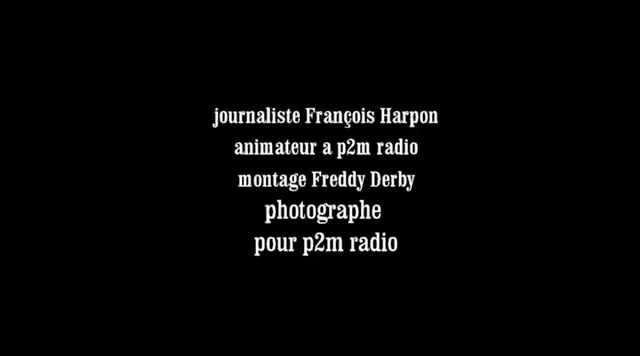 journaliste François Harpon
animateur a p2m radio
montage Freddy Derby
photographe
pour p2m radio